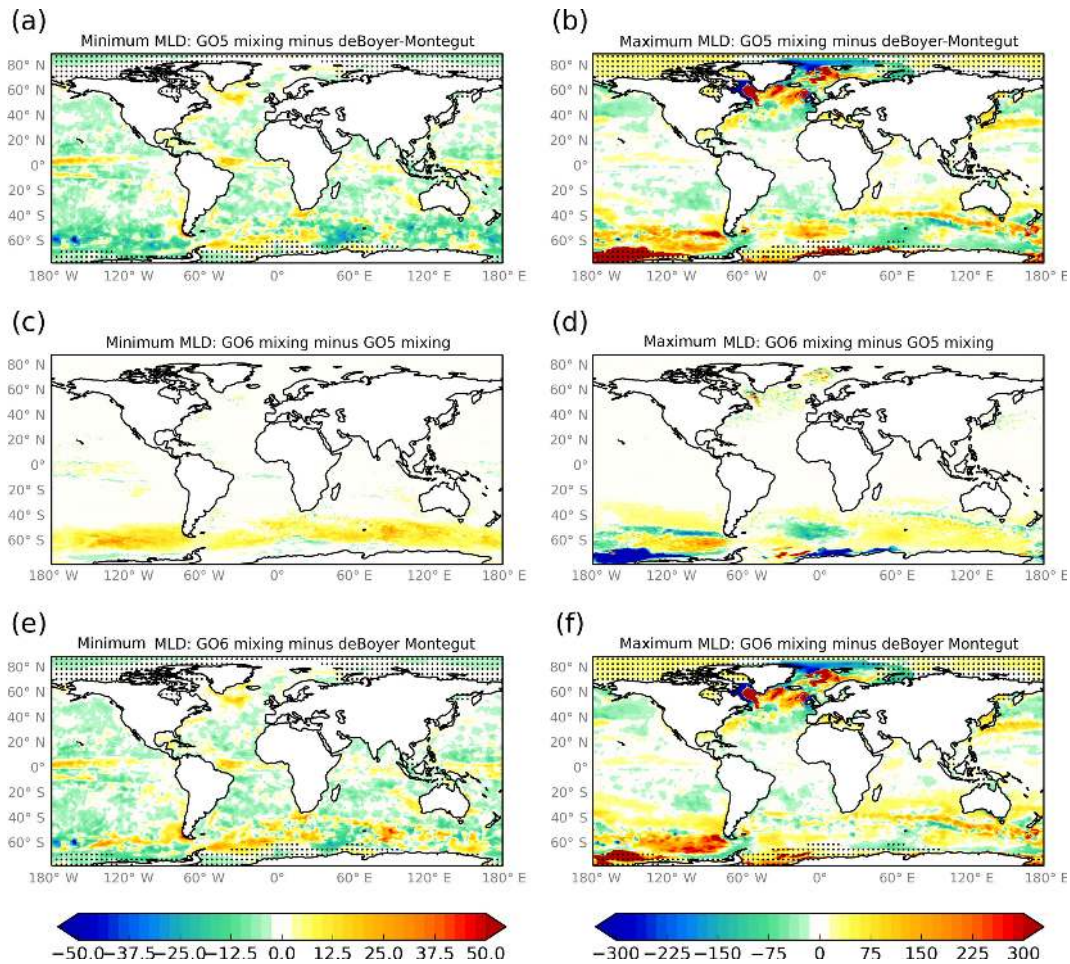 (a)
Minimum MLD: GO5 mixing minus deBoyer-Montegut
80° N
60° N
40° N
20° N
0°
20° S
40° S
60° S
180° W 120° W 60° W 0° 60° E 120° E 180° E
(b)
Maximum MLD: GO5 mixing minus deBoyer-Montegut
80° N
60° N
40° N
20° N
0°
20° S
40° S
60° S
180° W 120° W 60° W 0° 60° E 120° E 180° E
(c)
Minimum MLD: GO6 mixing minus GO5 mixing
80° N
60° N
40° N
20° N
0°
20° S
40° S
60° S
180° W 120° W 60° W 0° 60° E 120° E 180° E
(d)
Maximum MLD: GO6 mixing minus GO5 mixing
80° N
60° N
40° N
20° N
0°
20° S
40° S
60° S
180° W 120° W 60° W 0° 60° E 120° E 180° E
(e)
Minimum MLD: GO6 mixing minus deBoyer Montegut
80° N
60° N
40° N
20° N
0°
20° S
40° S
60° S
180° W 120° W 60° W 0° 60° E 120° E 180° E
(f)
Maximum MLD: GO6 mixing minus deBoyer Montegut
80° N
60° N
40° N
20° N
0°
20° S
40° S
60° S
180° W 120° W 60° W 0° 60° E 120° E 180° E
−50.0 −37.5 −25.0 −12.5 0.0 12.5 25.0 37.5 50.0
−300 −225 −150 −75 0 75 150 225 300